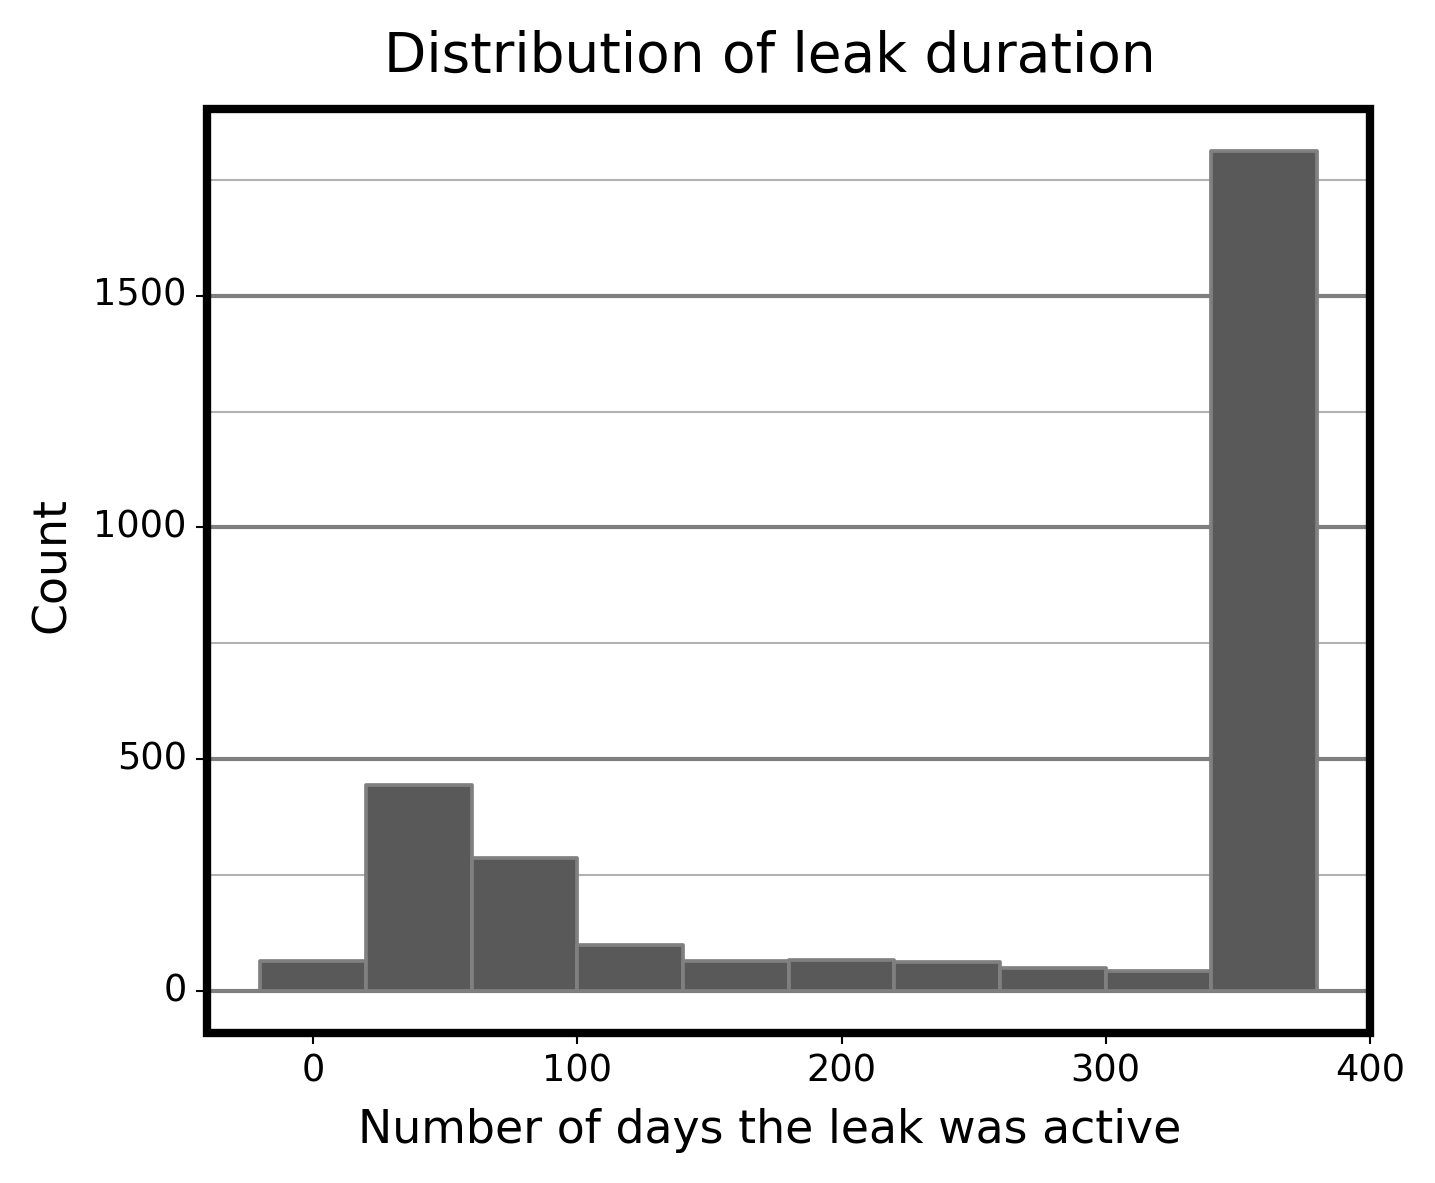 Distribution of leak duration
Count
1500
1000
500
0
0 100 200 300 400
Number of days the leak was active